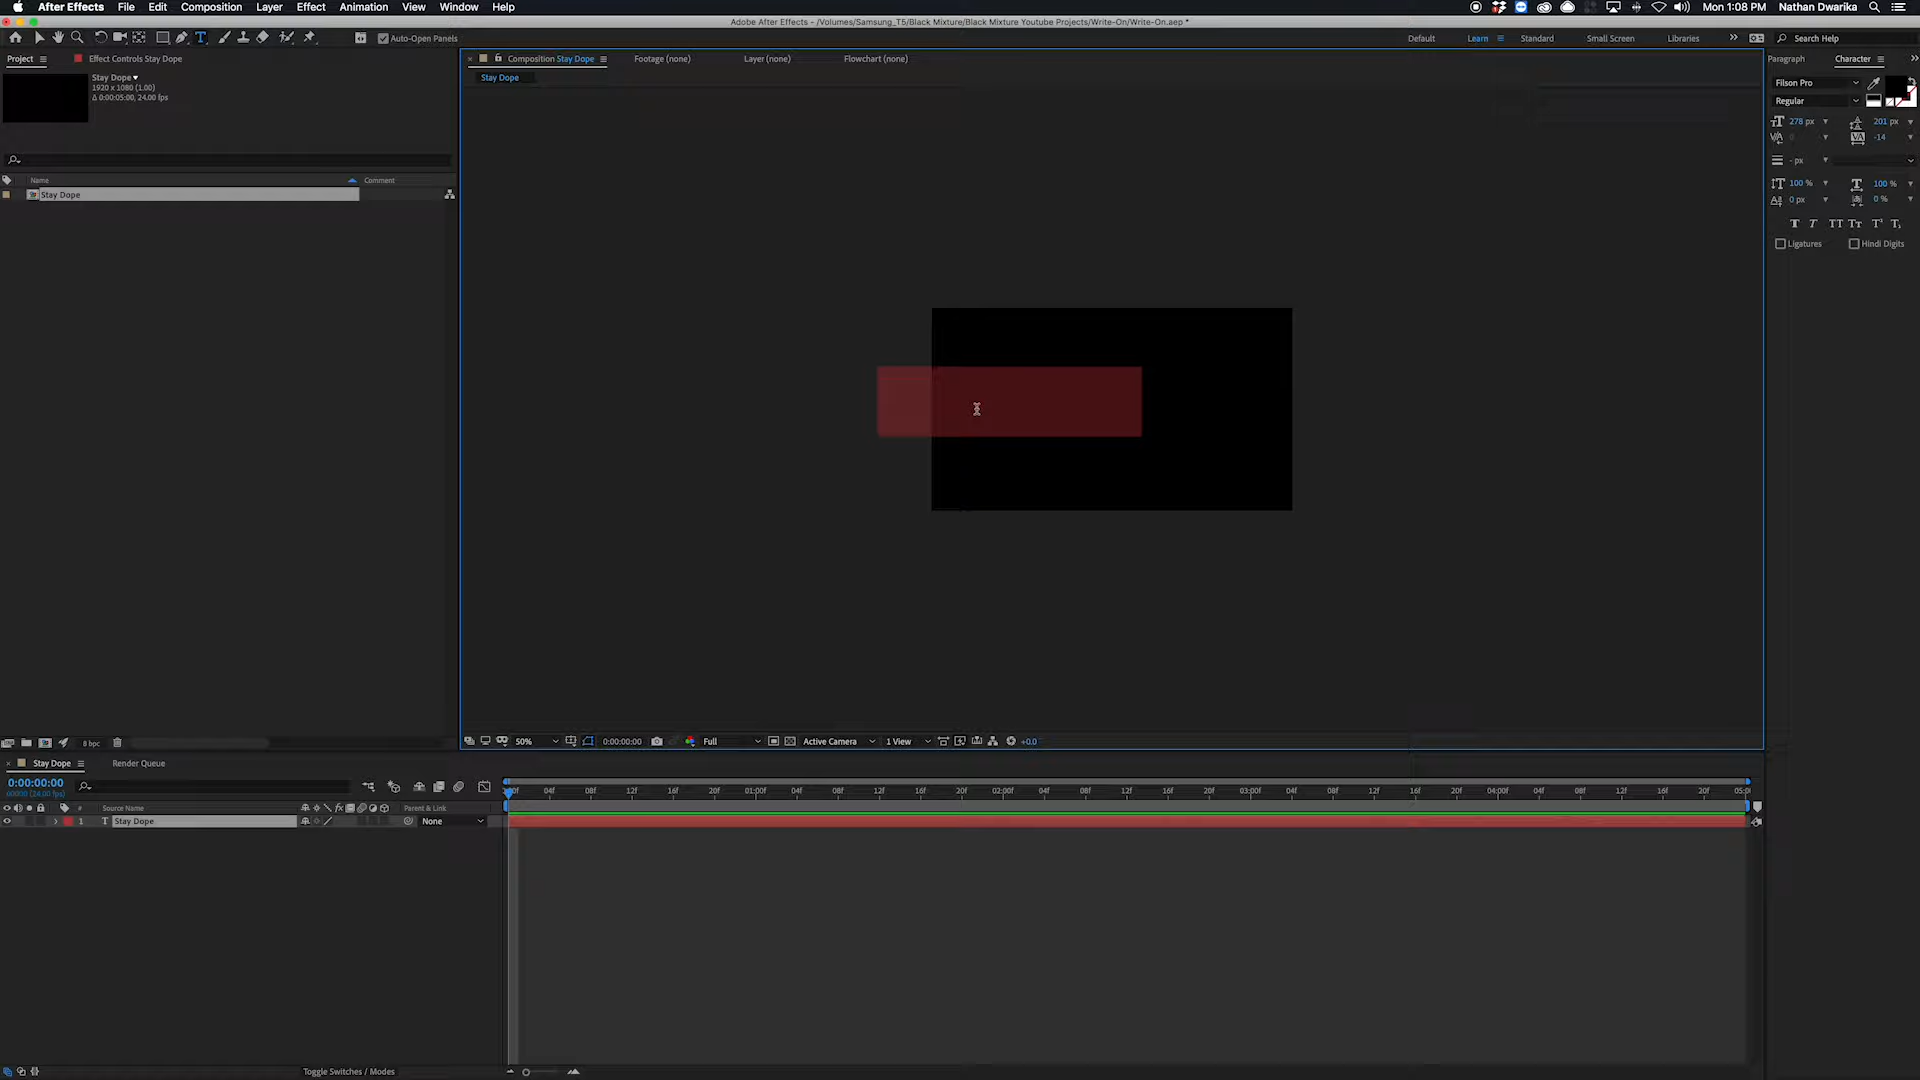 After Effects File Edit Composition Layer Effect Animation View Window Help Mon 1:08 PM Nathan Dwarika
Adobe After Effects - /Volumes/Samsung_T5/Black Mixture/Black Mixture Youtube Projects/Write-On/Write-On.aep *
Auto-Open Panels Default Learn Standard Small Screen Libraries Search Help
Project Effect Controls Stay Dope Composition Stay Dope Footage (none) Layer (none) Flowchart (none) Paragraph Character
Stay Dope
1920 x 1080 (1.00)
Δ 0:00:05:00, 24.00 fps
Stay Dope
Filson Pro
Regular
278 px 201 px
0 -14
- px
100 % 100 %
0 px 0 %
Ligatures Hindi Digits
Name Comment
Stay Dope
8 bpc 50% 0:00:00:00 Full Active Camera 1 View +0.0
Stay Dope Render Queue
0:00:00:00
00000 (24.00 fps)
04f 08f 12f 16f 20f 01:00f 04f 08f 12f 16f 20f 02:00f 04f 08f 12f 16f 20f 03:00f 04f 08f 12f 16f 20f 04:00f 04f 08f 12f 16f 20f
# Source Name Parent & Link
1 T Stay Dope None
Toggle Switches / Modes